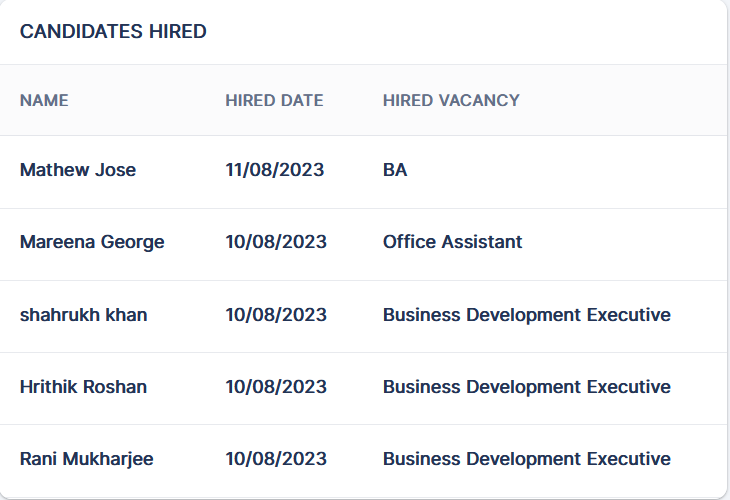 CANDIDATES HIRED
NAME HIRED DATE HIRED VACANCY
Mathew Jose 11/08/2023 BA
Mareena George 10/08/2023 Office Assistant
shahrukh khan 10/08/2023 Business Development Executive
Hrithik Roshan 10/08/2023 Business Development Executive
Rani Mukharjee 10/08/2023 Business Development Executive